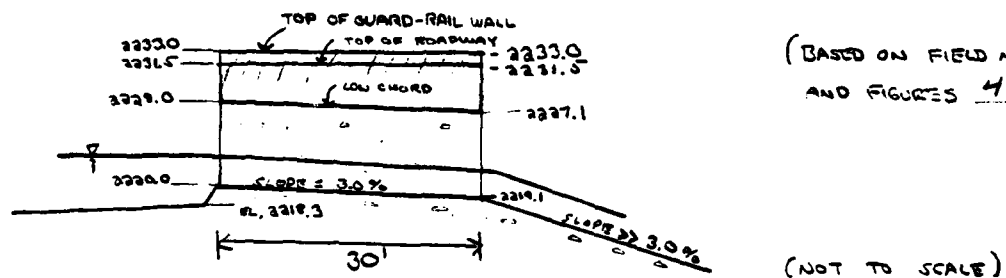 TOP OF GUARD-RAIL WALL
TOP OF ROADWAY
2233.0
2233.0
2231.5
2231.5
LOW CHORD
2227.1
2220.0
SLOPE = 3.0 %
2219.1
EL. 2218.3
SLOPE >> 3.0 %
30'
(BASED ON FIELD
AND FIGURES 4
(NOT TO SCALE)